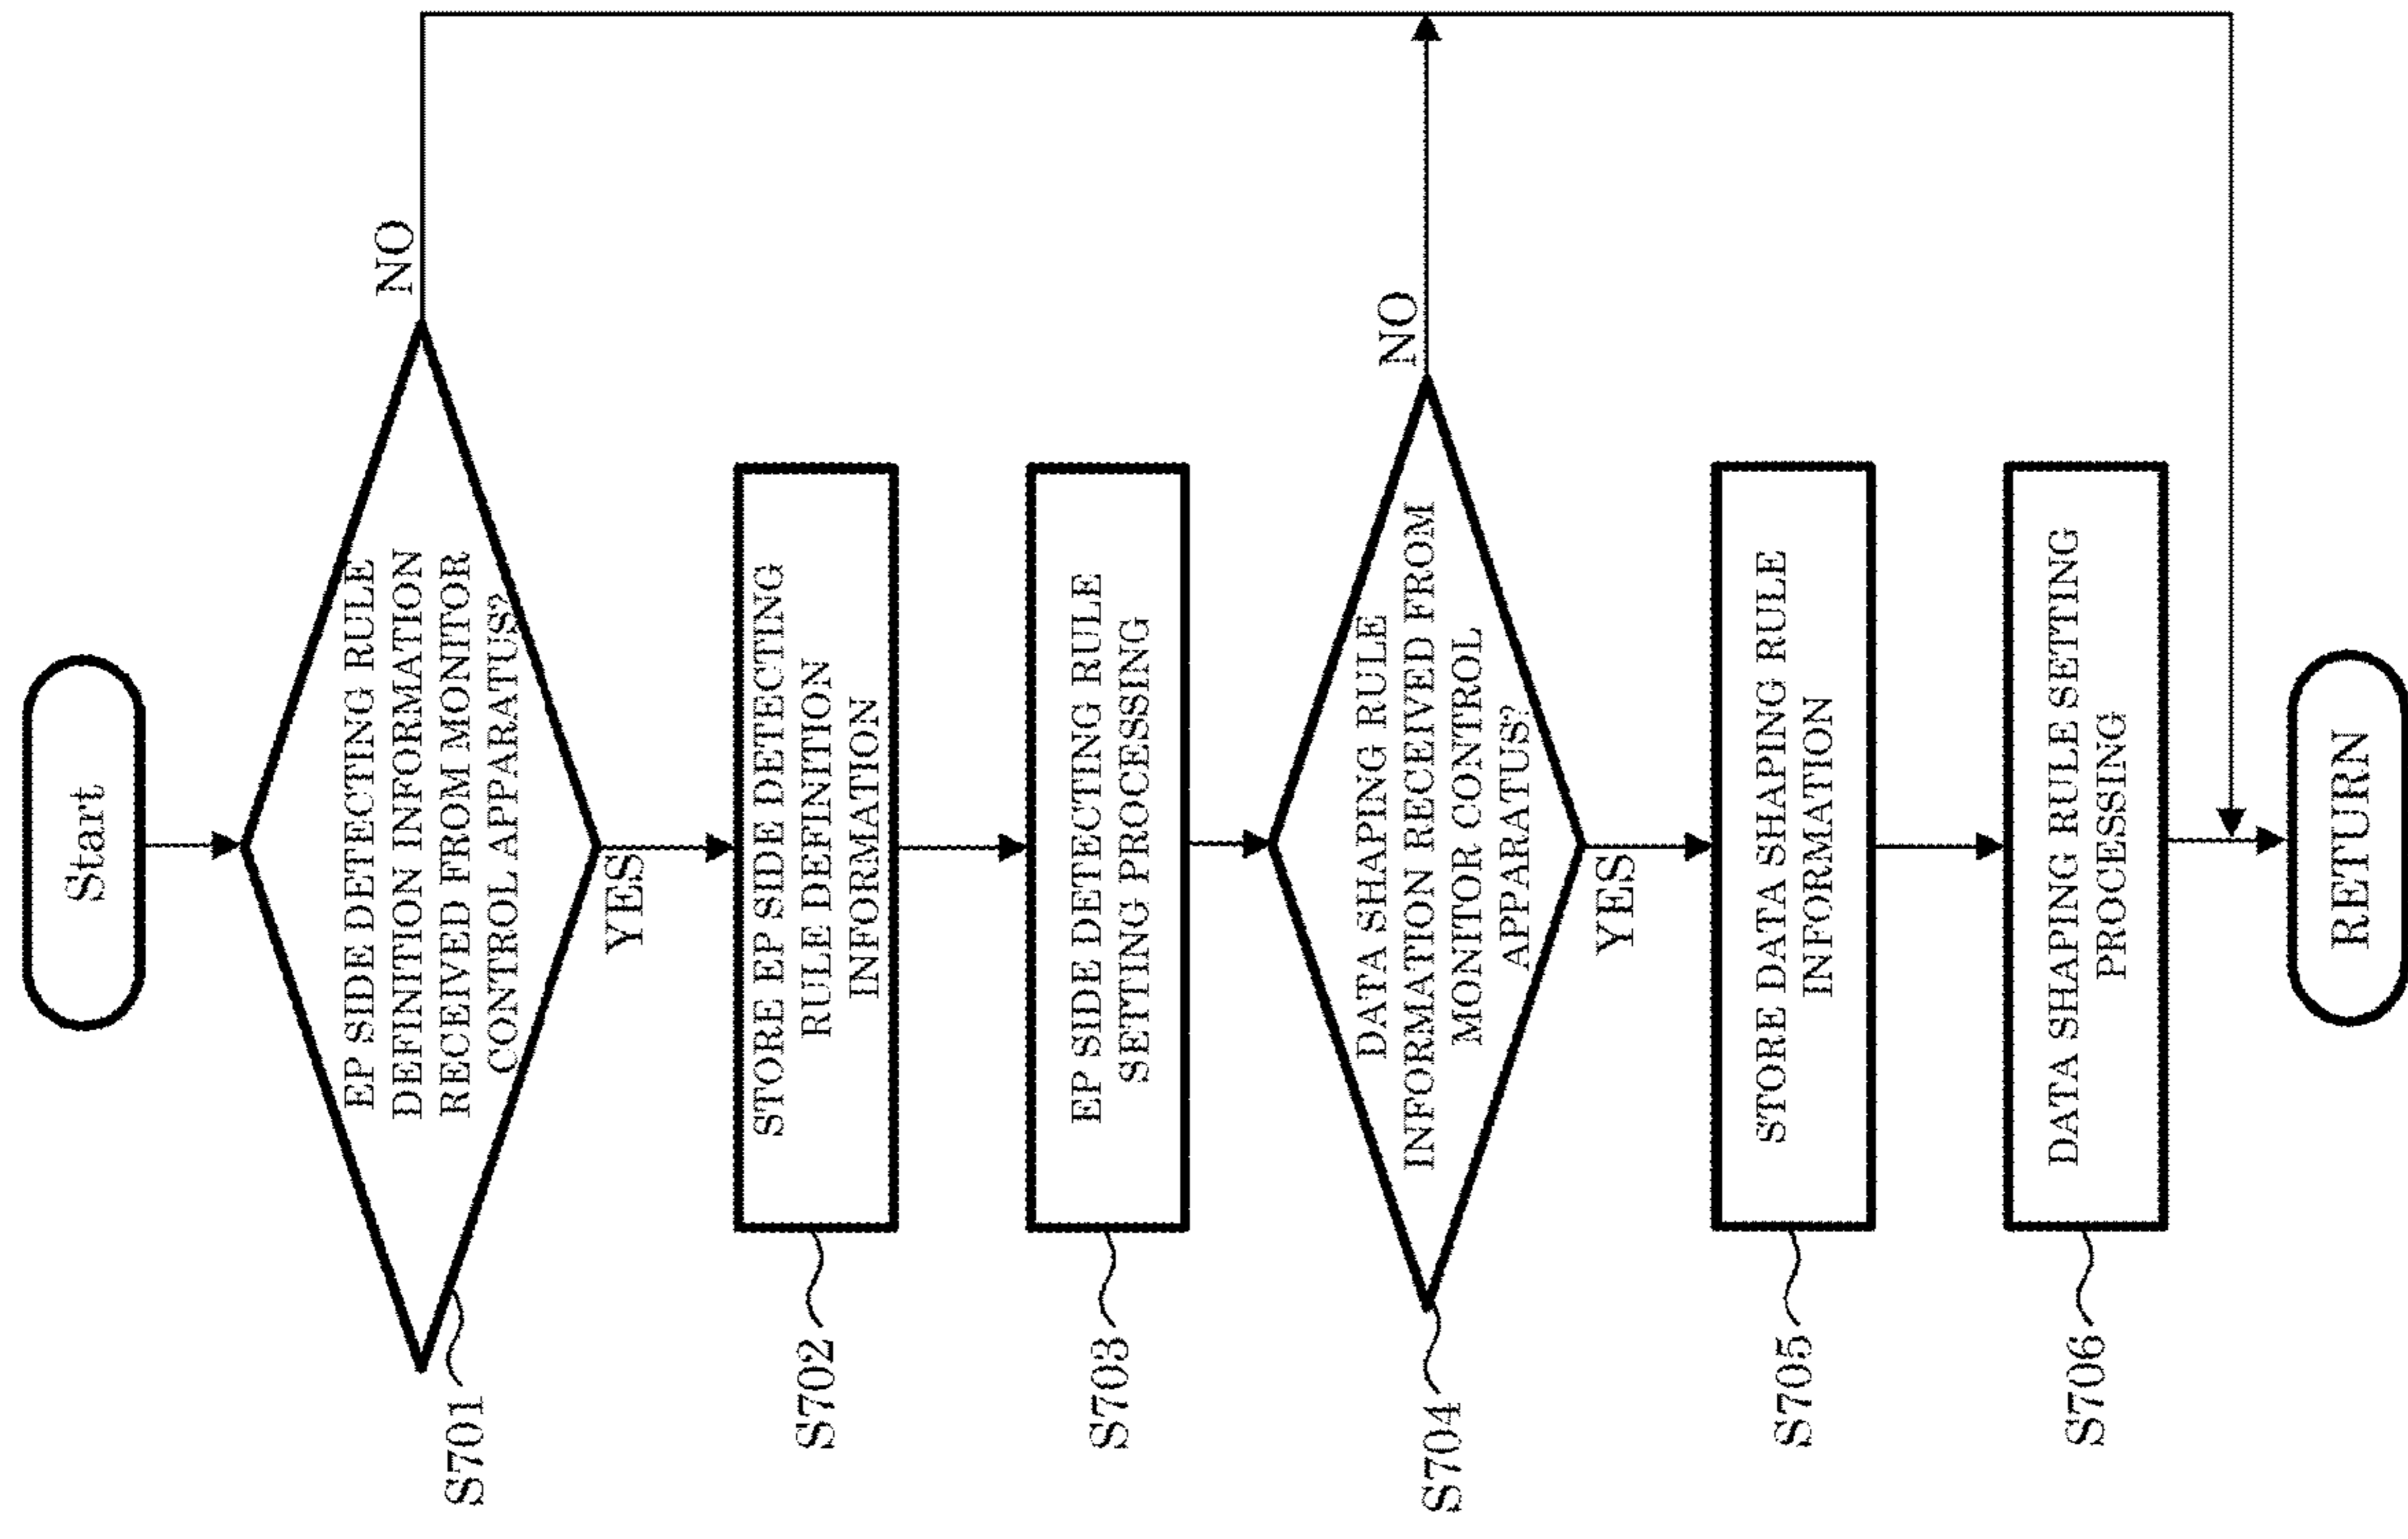 Start
EP SIDE DETECTING RULE
DEFINITION INFORMATION
RECEIVED FROM MONITOR
CONTROL APPARATUS?
NO
S701
YES
STORE EP SIDE DETECTING
RULE DEFINITION
INFORMATION
S702
EP SIDE DETECTING RULE
SETTING PROCESSING
S703
DATA SHAPING RULE
INFORMATION RECEIVED FROM
MONITOR CONTROL
APPARATUS?
NO
S704
YES
STORE DATA SHAPING RULE
INFORMATION
S705
DATA SHAPING RULE SETTING
PROCESSING
S706
RETURN